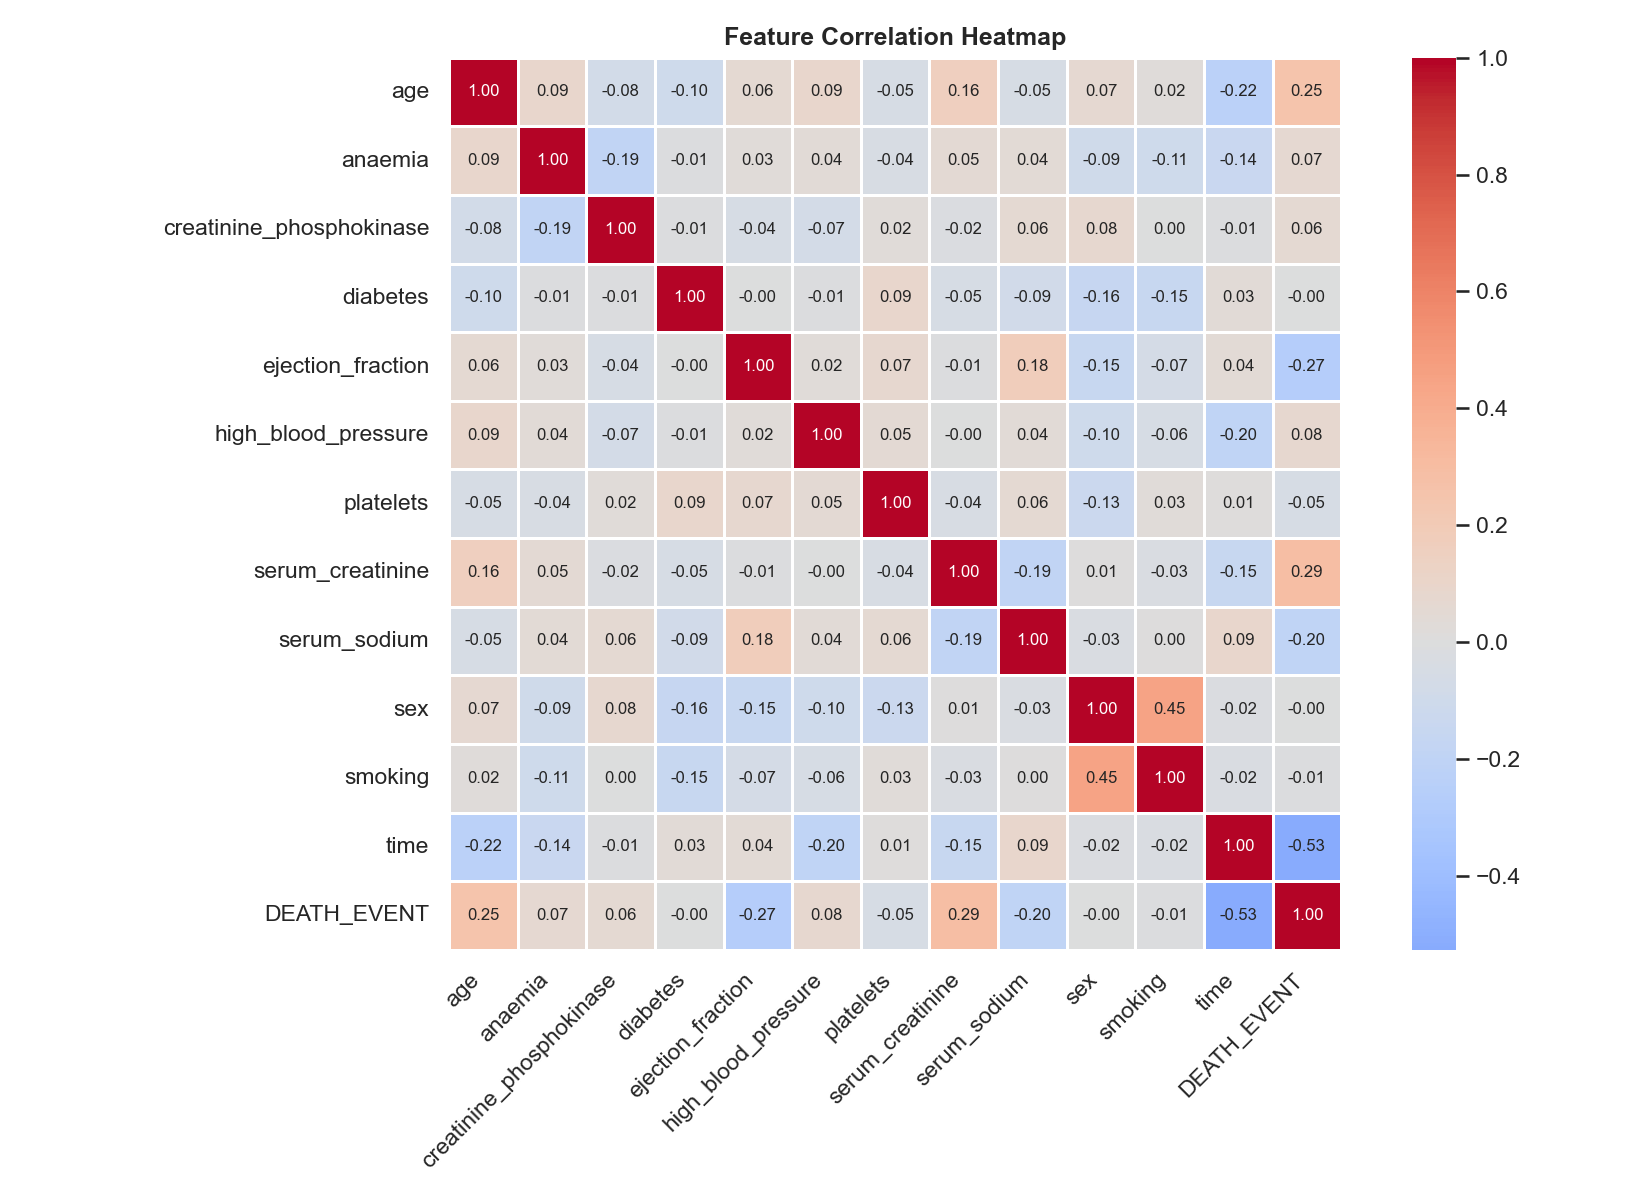 Feature Correlation Heatmap
age 1.00 0.09 -0.08 -0.10 0.06 0.09 -0.05 0.16 -0.05 0.07 0.02 -0.22 0.25
anaemia 0.09 1.00 -0.19 -0.01 0.03 0.04 -0.04 0.05 0.04 -0.09 -0.11 -0.14 0.07
creatinine_phosphokinase -0.08 -0.19 1.00 -0.01 -0.04 -0.07 0.02 -0.02 0.06 0.08 0.00 -0.01 0.06
diabetes -0.10 -0.01 -0.01 1.00 -0.00 -0.01 0.09 -0.05 -0.09 -0.16 -0.15 0.03 -0.00
ejection_fraction 0.06 0.03 -0.04 -0.00 1.00 0.02 0.07 -0.01 0.18 -0.15 -0.07 0.04 -0.27
high_blood_pressure 0.09 0.04 -0.07 -0.01 0.02 1.00 0.05 -0.00 0.04 -0.10 -0.06 -0.20 0.08
platelets -0.05 -0.04 0.02 0.09 0.07 0.05 1.00 -0.04 0.06 -0.13 0.03 0.01 -0.05
serum_creatinine 0.16 0.05 -0.02 -0.05 -0.01 -0.00 -0.04 1.00 -0.19 0.01 -0.03 -0.15 0.29
serum_sodium -0.05 0.04 0.06 -0.09 0.18 0.04 0.06 -0.19 1.00 -0.03 0.00 0.09 -0.20
sex 0.07 -0.09 0.08 -0.16 -0.15 -0.10 -0.13 0.01 -0.03 1.00 0.45 -0.02 -0.00
smoking 0.02 -0.11 0.00 -0.15 -0.07 -0.06 0.03 -0.03 0.00 0.45 1.00 -0.02 -0.01
time -0.22 -0.14 -0.01 0.03 0.04 -0.20 0.01 -0.15 0.09 -0.02 -0.02 1.00 -0.53
DEATH_EVENT 0.25 0.07 0.06 -0.00 -0.27 0.08 -0.05 0.29 -0.20 -0.00 -0.01 -0.53 1.00
age
anaemia
creatinine_phosphokinase
diabetes
ejection_fraction
high_blood_pressure
platelets
serum_creatinine
serum_sodium
sex
smoking
time
DEATH_EVENT
1.0
0.8
0.6
0.4
0.2
0.0
−0.2
−0.4